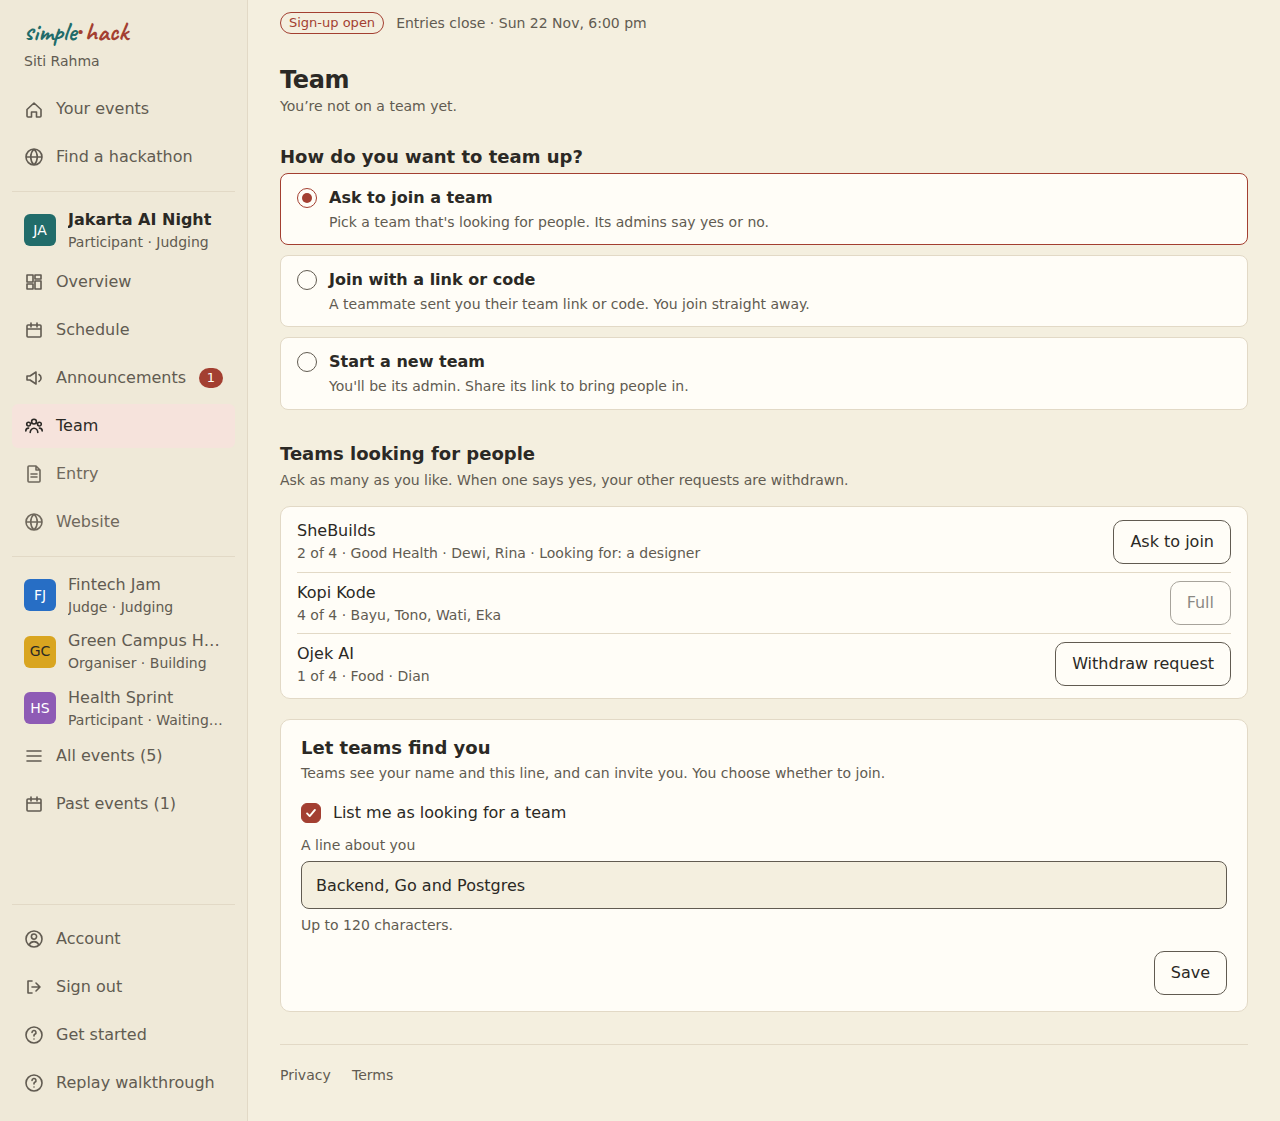 simple·hack
Siti Rahma
Your events
Find a hackathon
JA
Jakarta AI Night
Participant · Judging
Overview
Schedule
Announcements 1
Team
Entry
Website
FJ
Fintech Jam
Judge · Judging
GC
Green Campus H…
Organiser · Building
HS
Health Sprint
Participant · Waiting…
All events (5)
Past events (1)
Account
Sign out
Get started
Replay walkthrough
Sign-up open Entries close · Sun 22 Nov, 6:00 pm
Team
You’re not on a team yet.
How do you want to team up?
Ask to join a team
Pick a team that's looking for people. Its admins say yes or no.
Join with a link or code
A teammate sent you their team link or code. You join straight away.
Start a new team
You'll be its admin. Share its link to bring people in.
Teams looking for people
Ask as many as you like. When one says yes, your other requests are withdrawn.
SheBuilds
2 of 4 · Good Health · Dewi, Rina · Looking for: a designer
Ask to join
Kopi Kode
4 of 4 · Bayu, Tono, Wati, Eka
Full
Ojek AI
1 of 4 · Food · Dian
Withdraw request
Let teams find you
Teams see your name and this line, and can invite you. You choose whether to join.
List me as looking for a team
A line about you
Backend, Go and Postgres
Up to 120 characters.
Save
Privacy Terms